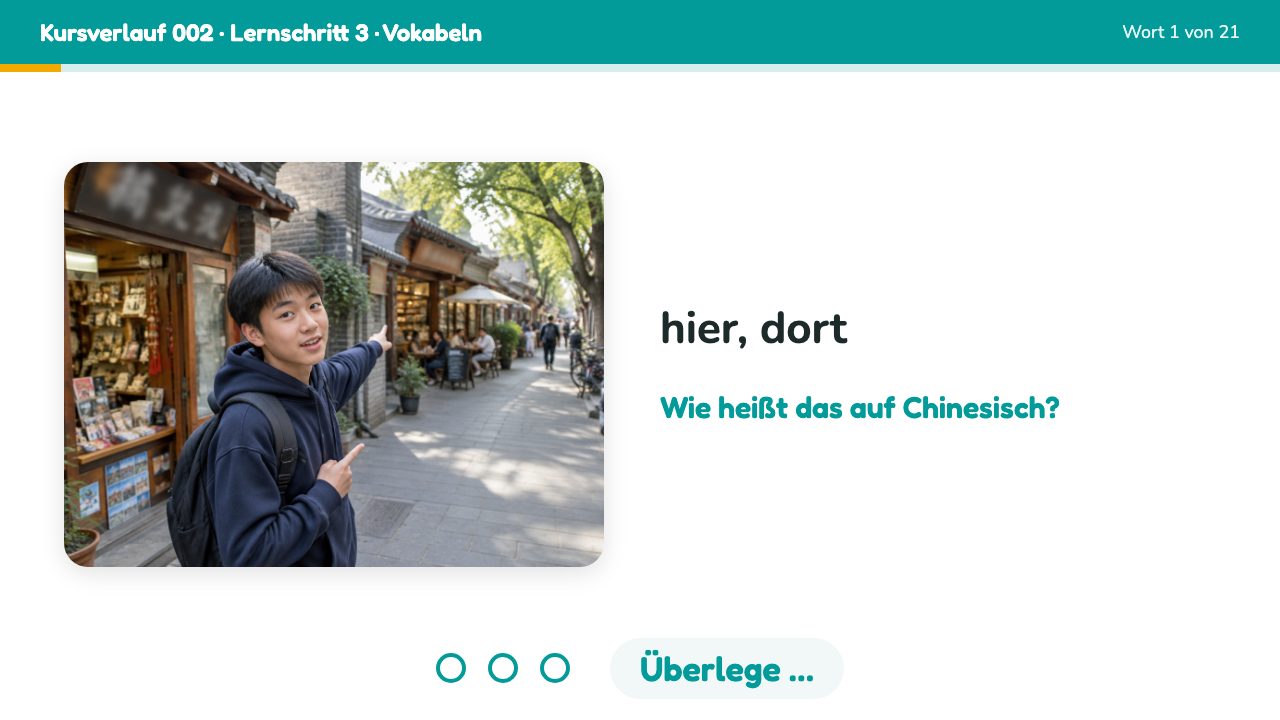 Kursverlauf 002 · Lernschritt 3 · Vokabeln
Wort 1 von 21
hier, dort
Wie heißt das auf Chinesisch?
Überlege ...